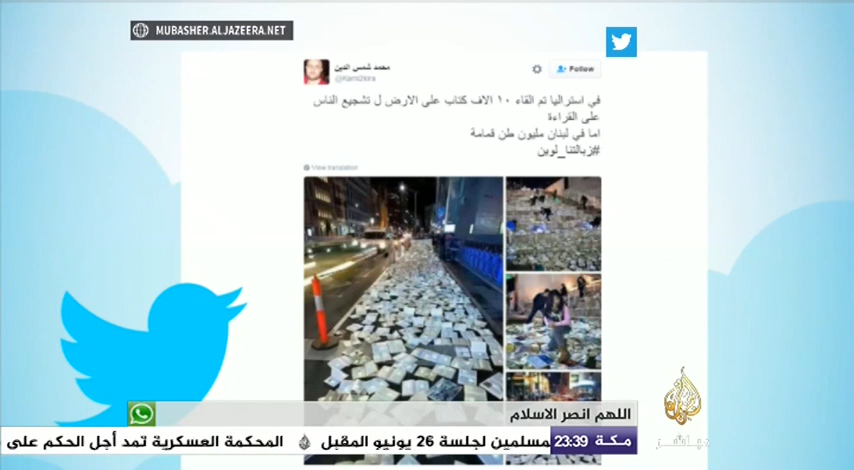 MUBASHER.ALJAZEERA.NET
محمد شمس الدين
Follow
في استراليا تم القاء ١٠ الاف كتاب على الارض ل تشجيع الناس
على القراءة
اما في لبنان مليون طن قمامة
#زبالتنا_لوين
View translation
اللهم انصر الاسلام
مكة 23:39
المسلمين لجلسة 26 يونيو المقبل
المحكمة العسكرية تمد أجل الحكم على
مباشر